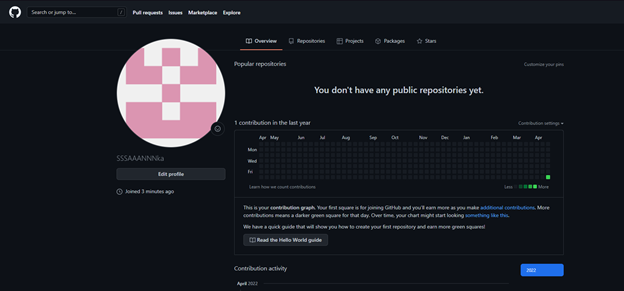 Search or jump to... /
Pull requests Issues Marketplace Explore
Overview Repositories Projects Packages Stars
Popular repositories
Customize your pins
You don't have any public repositories yet.
SSSAAANNNka
Edit profile
Joined 3 minutes ago
1 contribution in the last year
Contribution settings
Apr May Jun Jul Aug Sep Oct Nov Dec Jan Feb Mar Apr
Mon
Wed
Fri
Learn how we count contributions
Less More
This is your contribution graph. Your first square is for joining GitHub and you'll earn more as you make additional contributions. More
contributions means a darker green square for that day. Over time, your chart might start looking something like this.
We have a quick guide that will show you how to create your first repository and earn more green squares!
Read the Hello World guide
Contribution activity
2022
April 2022